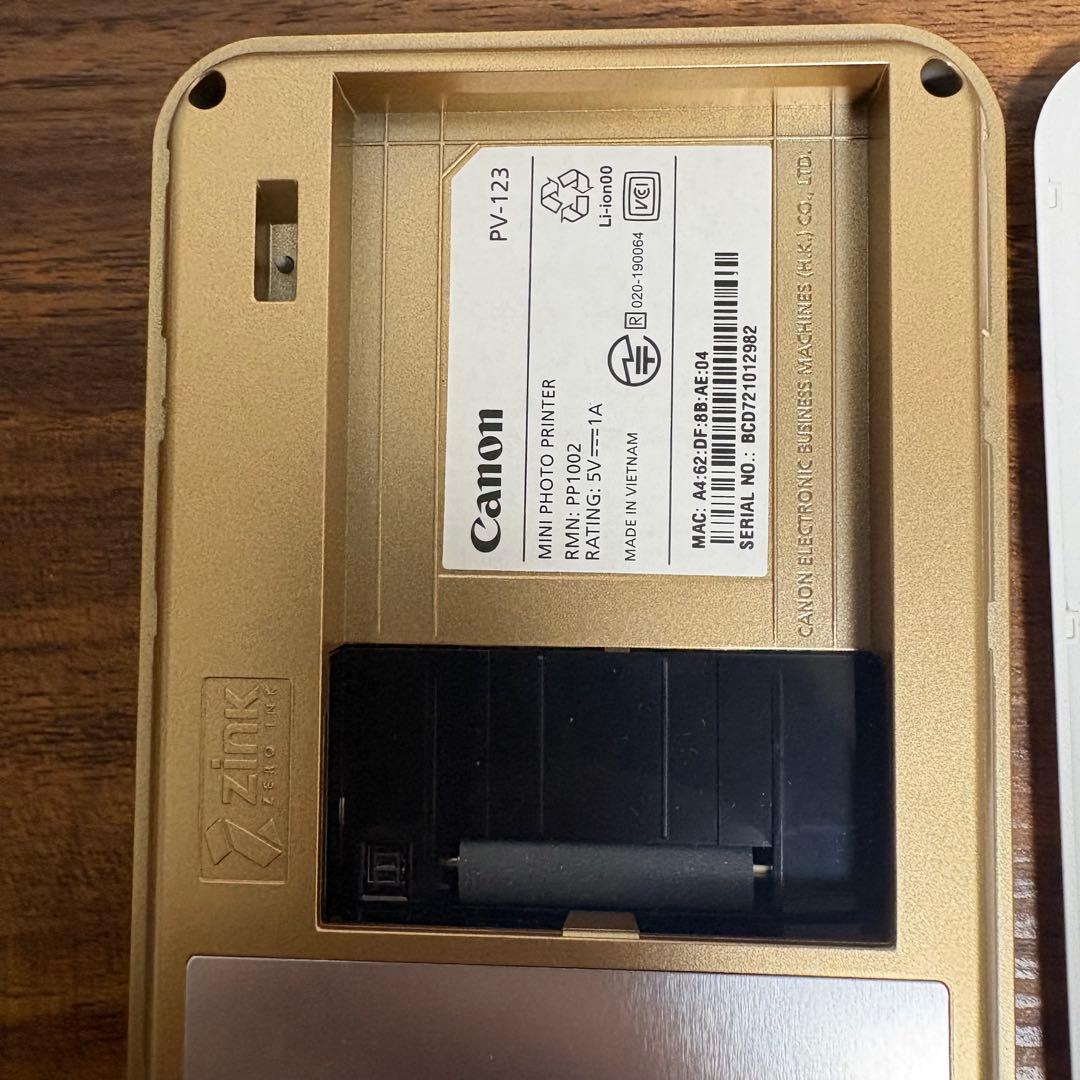 Canon
PV-123
MINI PHOTO PRINTER
RMN: PP1002
RATING: 5V⎓1A
MADE IN VIETNAM
Li-ion00
VCI
R 020-190064
MAC: A4:62:DF:8B:AE:04
SERIAL NO.: BCD721012982
CANON ELECTRONIC BUSINESS MACHINES (H.K.) CO., LTD.
zink
ZERO INK